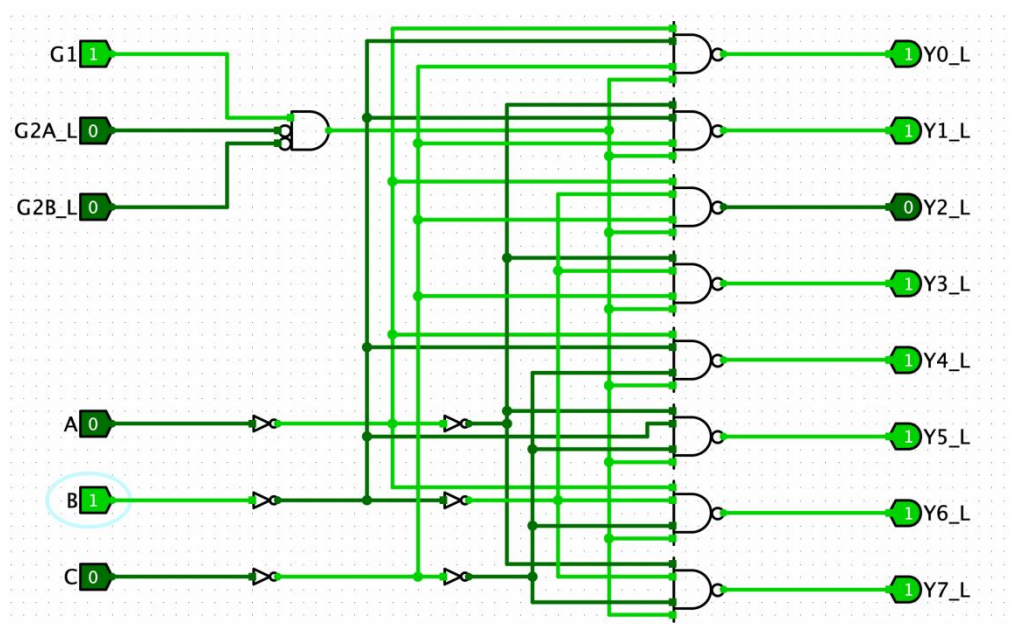 G1 1
1 Y0_L
G2A_L 0
1 Y1_L
G2B_L 0
0 Y2_L
1 Y3_L
1 Y4_L
A 0
1 Y5_L
B 1
1 Y6_L
C 0
1 Y7_L